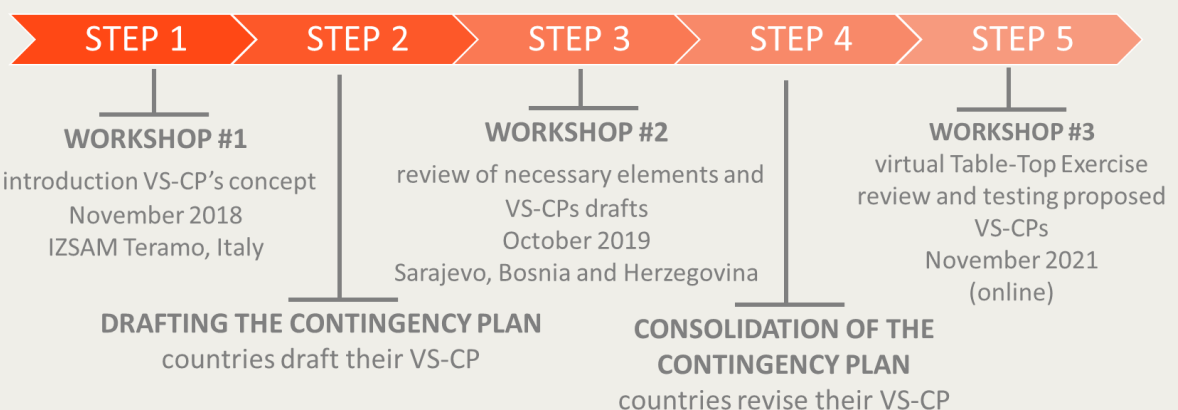 STEP 1
STEP 2
STEP 3
STEP 4
STEP 5
WORKSHOP #1
introduction VS-CP's concept
November 2018
IZSAM Teramo, Italy
DRAFTING THE CONTINGENCY PLAN
countries draft their VS-CP
WORKSHOP #2
review of necessary elements and
VS-CPs drafts
October 2019
Sarajevo, Bosnia and Herzegovina
CONSOLIDATION OF THE
CONTINGENCY PLAN
countries revise their VS-CP
WORKSHOP #3
virtual Table-Top Exercise
review and testing proposed
VS-CPs
November 2021
(online)